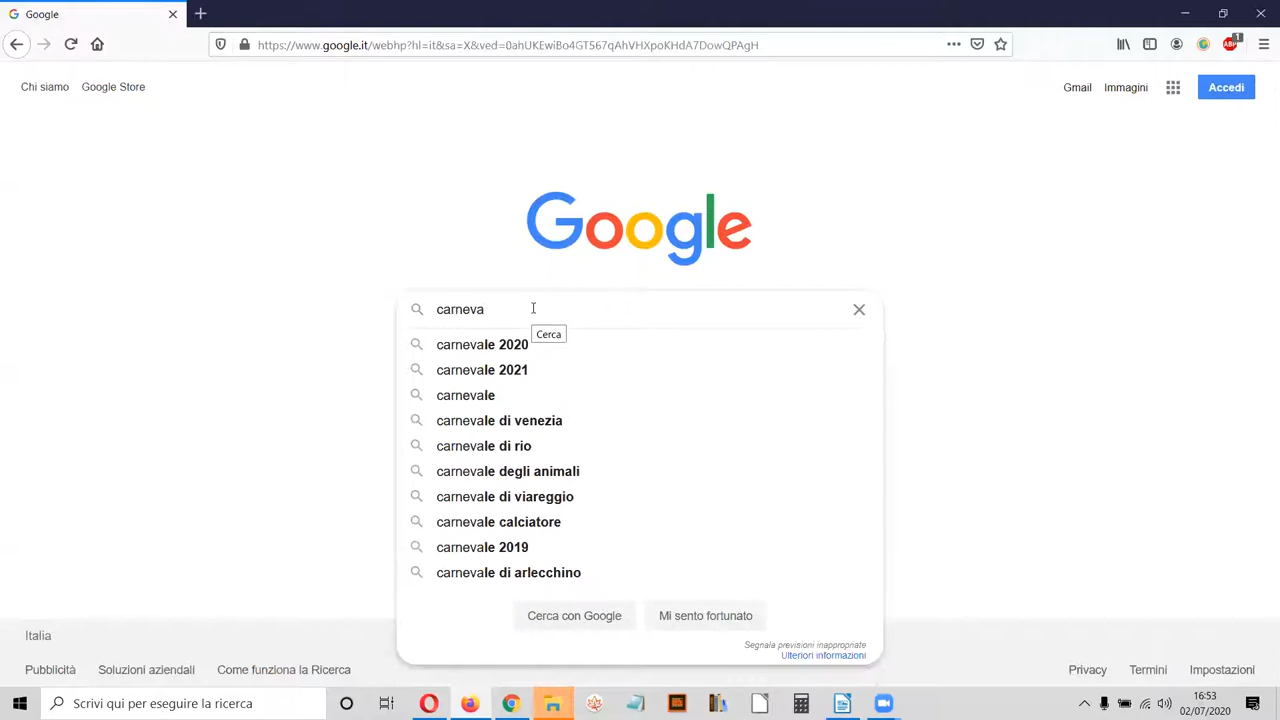 Google
https://www.google.it/webhp?hl=it&sa=X&ved=0ahUKEwiBo4GT567qAhVHXpoKHdA7DowQPAgH
ABP
1
Chi siamo Google Store
Gmail Immagini Accedi
Google
carneva
Cerca
carnevale 2020
carnevale 2021
carnevale
carnevale di venezia
carnevale di rio
carnevale degli animali
carnevale di viareggio
carnevale calciatore
carnevale 2019
carnevale di arlecchino
Cerca con Google Mi sento fortunato
Segnala previsioni inappropriate
Ulteriori informazioni
Italia
Pubblicità Soluzioni aziendali Come funziona la Ricerca
Privacy Termini Impostazioni
Scrivi qui per eseguire la ricerca
16:53
02/07/2020